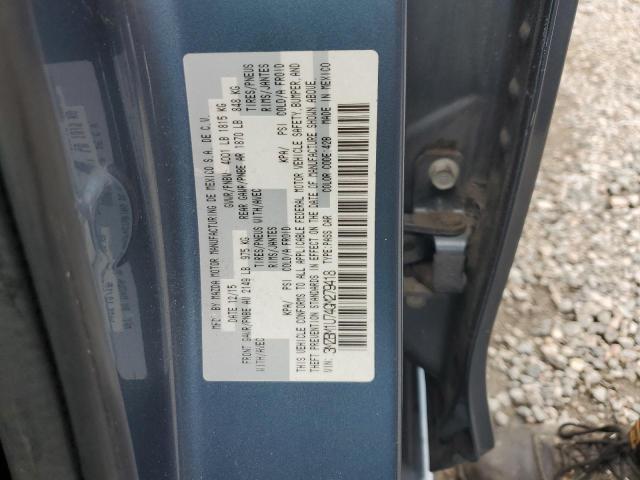 MFC. BY MAZDA MOTOR MANUFACTURING DE MEXICO S.A. DE C.V.
DATE: 12/15 GVWR/PNBV: 4001 LB 1815 KG
FRONT GAWR/PNBE AV 2149 LB 975 KG REAR GAWR/PNBE AR 1870 LB 848 KG
WITH/AVEC TIRES/PNEUS WITH/AVEC TIRES/PNEUS
RIMS/JANTES RIMS/JANTES
KPA/ PSI COLD/A FROID KPA/ PSI COLD/A FROID
THIS VEHICLE CONFORMS TO ALL APPLICABLE FEDERAL MOTOR VEHICLE SAFETY, BUMPER, AND
THEFT PREVENTION STANDARDS IN EFFECT ON THE DATE OF MANUFACTURE SHOWN ABOVE.
VIN: 3MZBM1U74GM279418 TYPE:PASS CAR COLOR CODE:42B MADE IN MEXICO